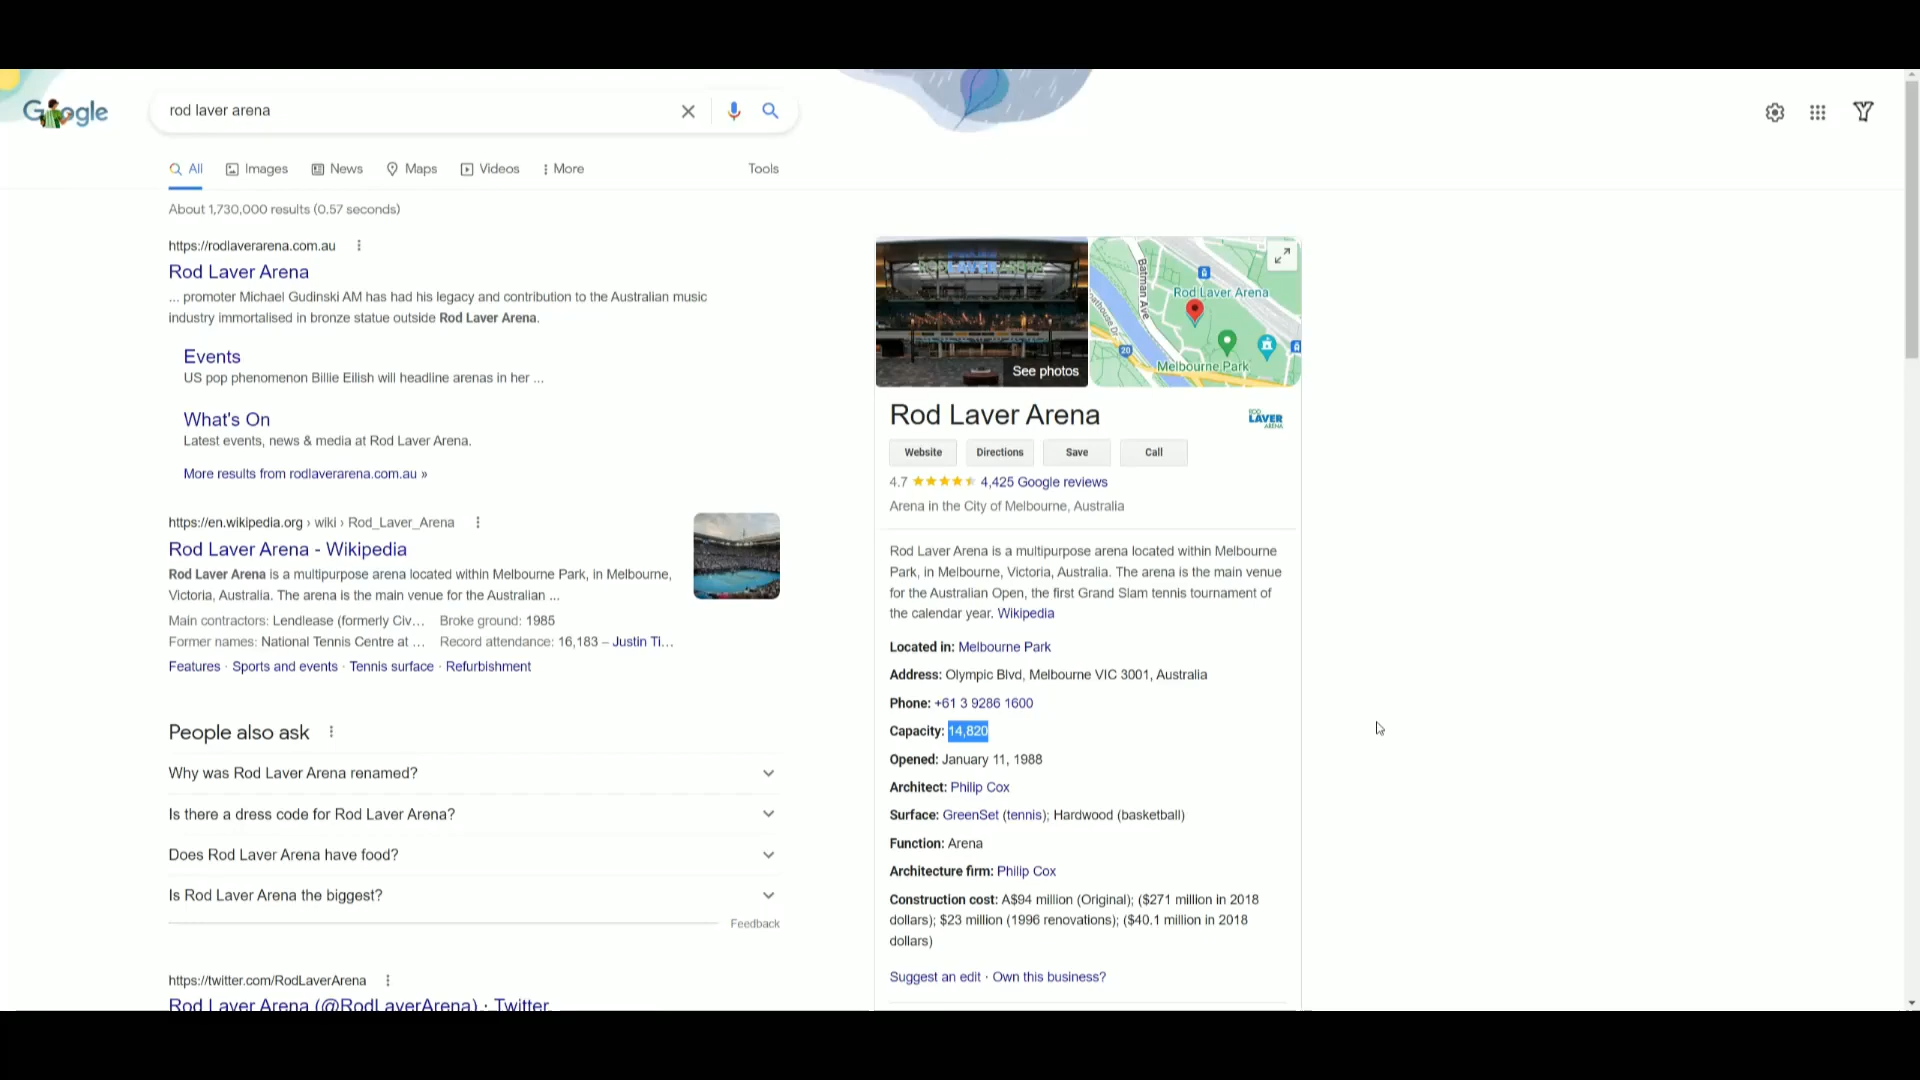 Google
rod laver arena
All
Images
News
Maps
Videos
More
Tools
About 1,730,000 results (0.57 seconds)
https://rodlaverarena.com.au
Rod Laver Arena
... promoter Michael Gudinski AM has had his legacy and contribution to the Australian music
industry immortalised in bronze statue outside Rod Laver Arena.
Events
US pop phenomenon Billie Eilish will headline arenas in her ...
What's On
Latest events, news & media at Rod Laver Arena.
More results from rodlaverarena.com.au »
https://en.wikipedia.org › wiki › Rod_Laver_Arena
Rod Laver Arena - Wikipedia
Rod Laver Arena is a multipurpose arena located within Melbourne Park, in Melbourne,
Victoria, Australia. The arena is the main venue for the Australian ...
Main contractors: Lendlease (formerly Civ... Broke ground: 1985
Former names: National Tennis Centre at ... Record attendance: 16,183 – Justin Ti...
Features · Sports and events · Tennis surface · Refurbishment
People also ask
Why was Rod Laver Arena renamed?
Is there a dress code for Rod Laver Arena?
Does Rod Laver Arena have food?
Is Rod Laver Arena the biggest?
Feedback
https://twitter.com/RodLaverArena
Rod Laver Arena (@RodLaverArena) · Twitter
ROD LAVER ARENA
See photos
Batman Ave
Rod Laver Arena
20
Melbourne Park
Rod Laver Arena
ROD
LAVER
ARENA
Website
Directions
Save
Call
4.7 4,425 Google reviews
Arena in the City of Melbourne, Australia
Rod Laver Arena is a multipurpose arena located within Melbourne
Park, in Melbourne, Victoria, Australia. The arena is the main venue
for the Australian Open, the first Grand Slam tennis tournament of
the calendar year. Wikipedia
Located in: Melbourne Park
Address: Olympic Blvd, Melbourne VIC 3001, Australia
Phone: +61 3 9286 1600
Capacity: 14,820
Opened: January 11, 1988
Architect: Philip Cox
Surface: GreenSet (tennis); Hardwood (basketball)
Function: Arena
Architecture firm: Philip Cox
Construction cost: A$94 million (Original); ($271 million in 2018
dollars); $23 million (1996 renovations); ($40.1 million in 2018
dollars)
Suggest an edit · Own this business?